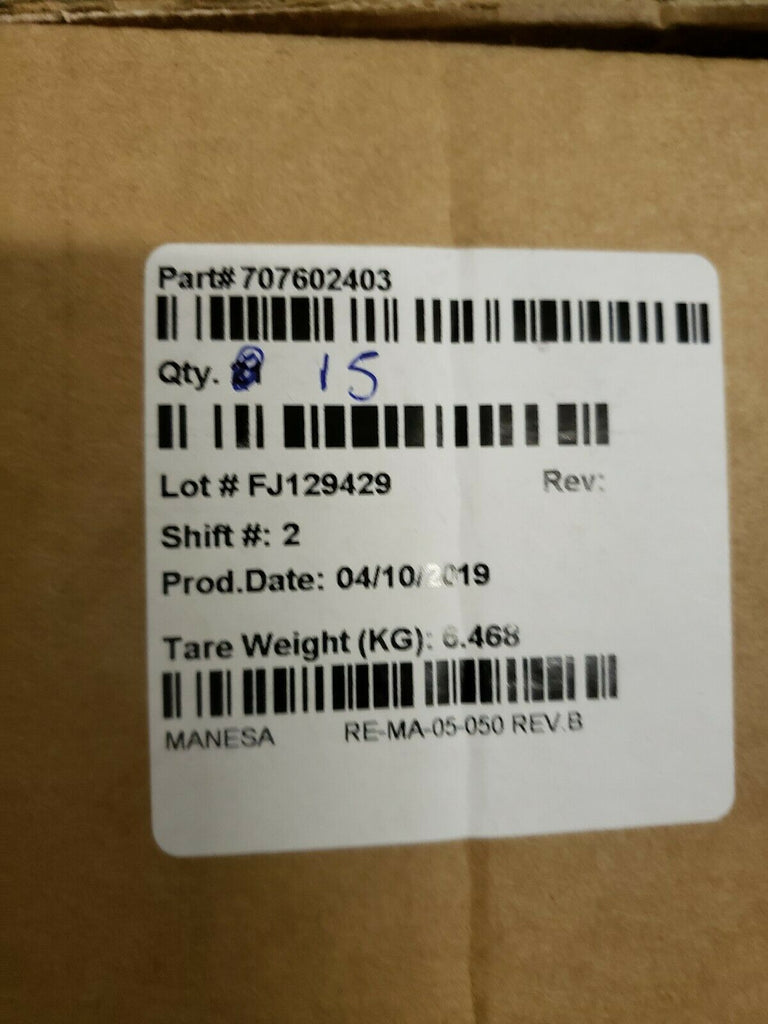 Part# 707602403
Qty. 15
Lot # FJ129429 Rev:
Shift #: 2
Prod.Date: 04/10/2019
Tare Weight (KG): 6.468
MANESA RE-MA-05-050 REV.B